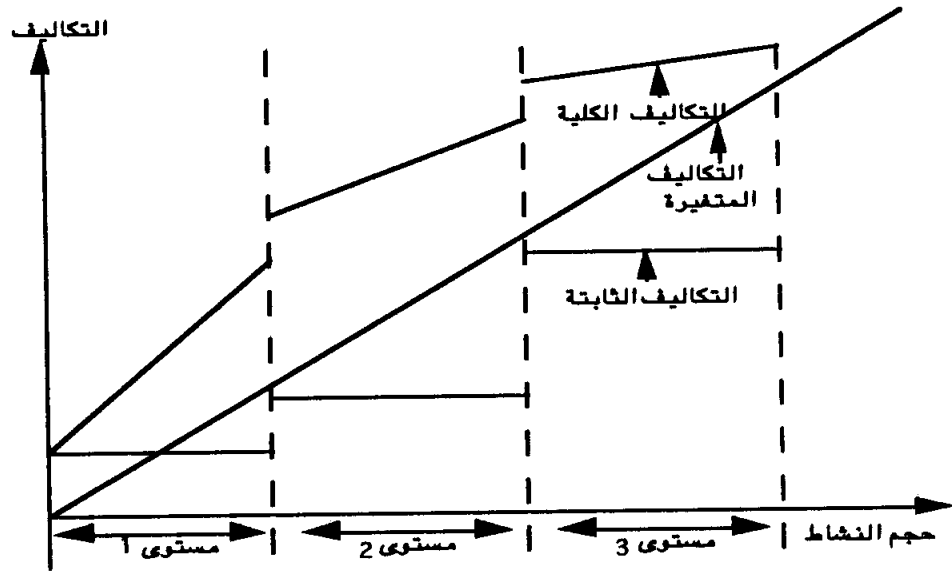 التكاليف
التكاليف الكلية
التكاليف
المتغيرة
التكاليف الثابتة
مستوى 1
مستوى 2
مستوى 3
حجم النشاط